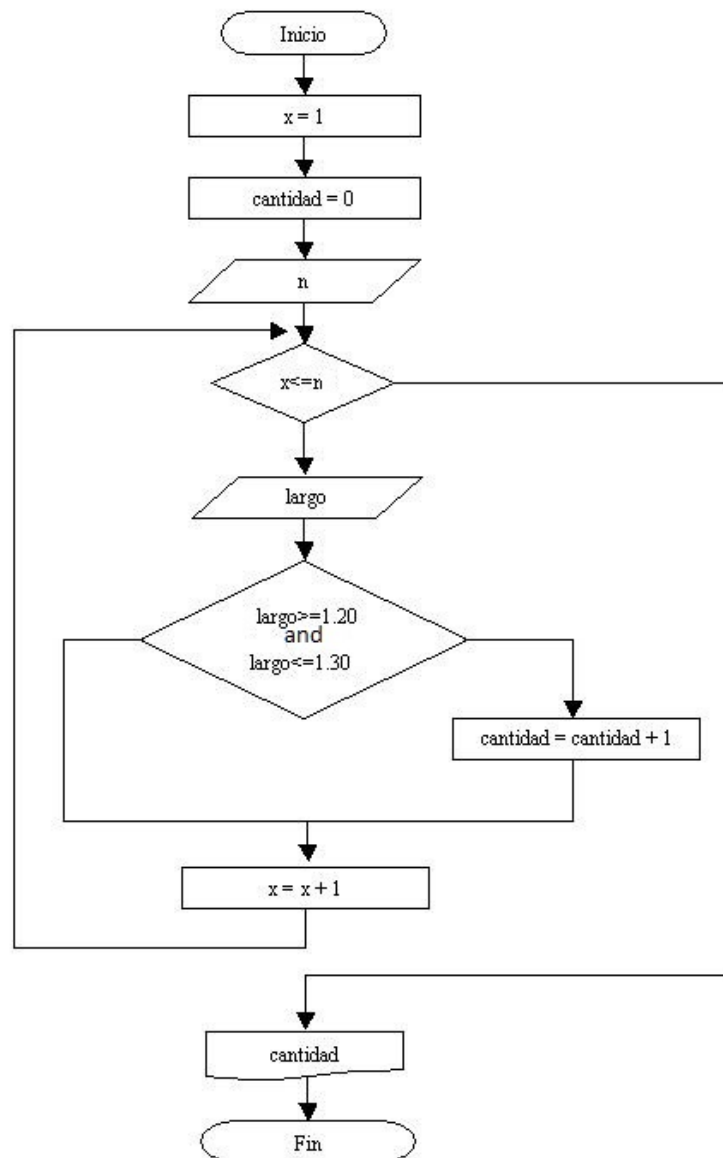 Inicio
x = 1
cantidad = 0
n
x<=n
largo
largo>=1.20
and
largo<=1.30
cantidad = cantidad + 1
x = x + 1
cantidad
Fin